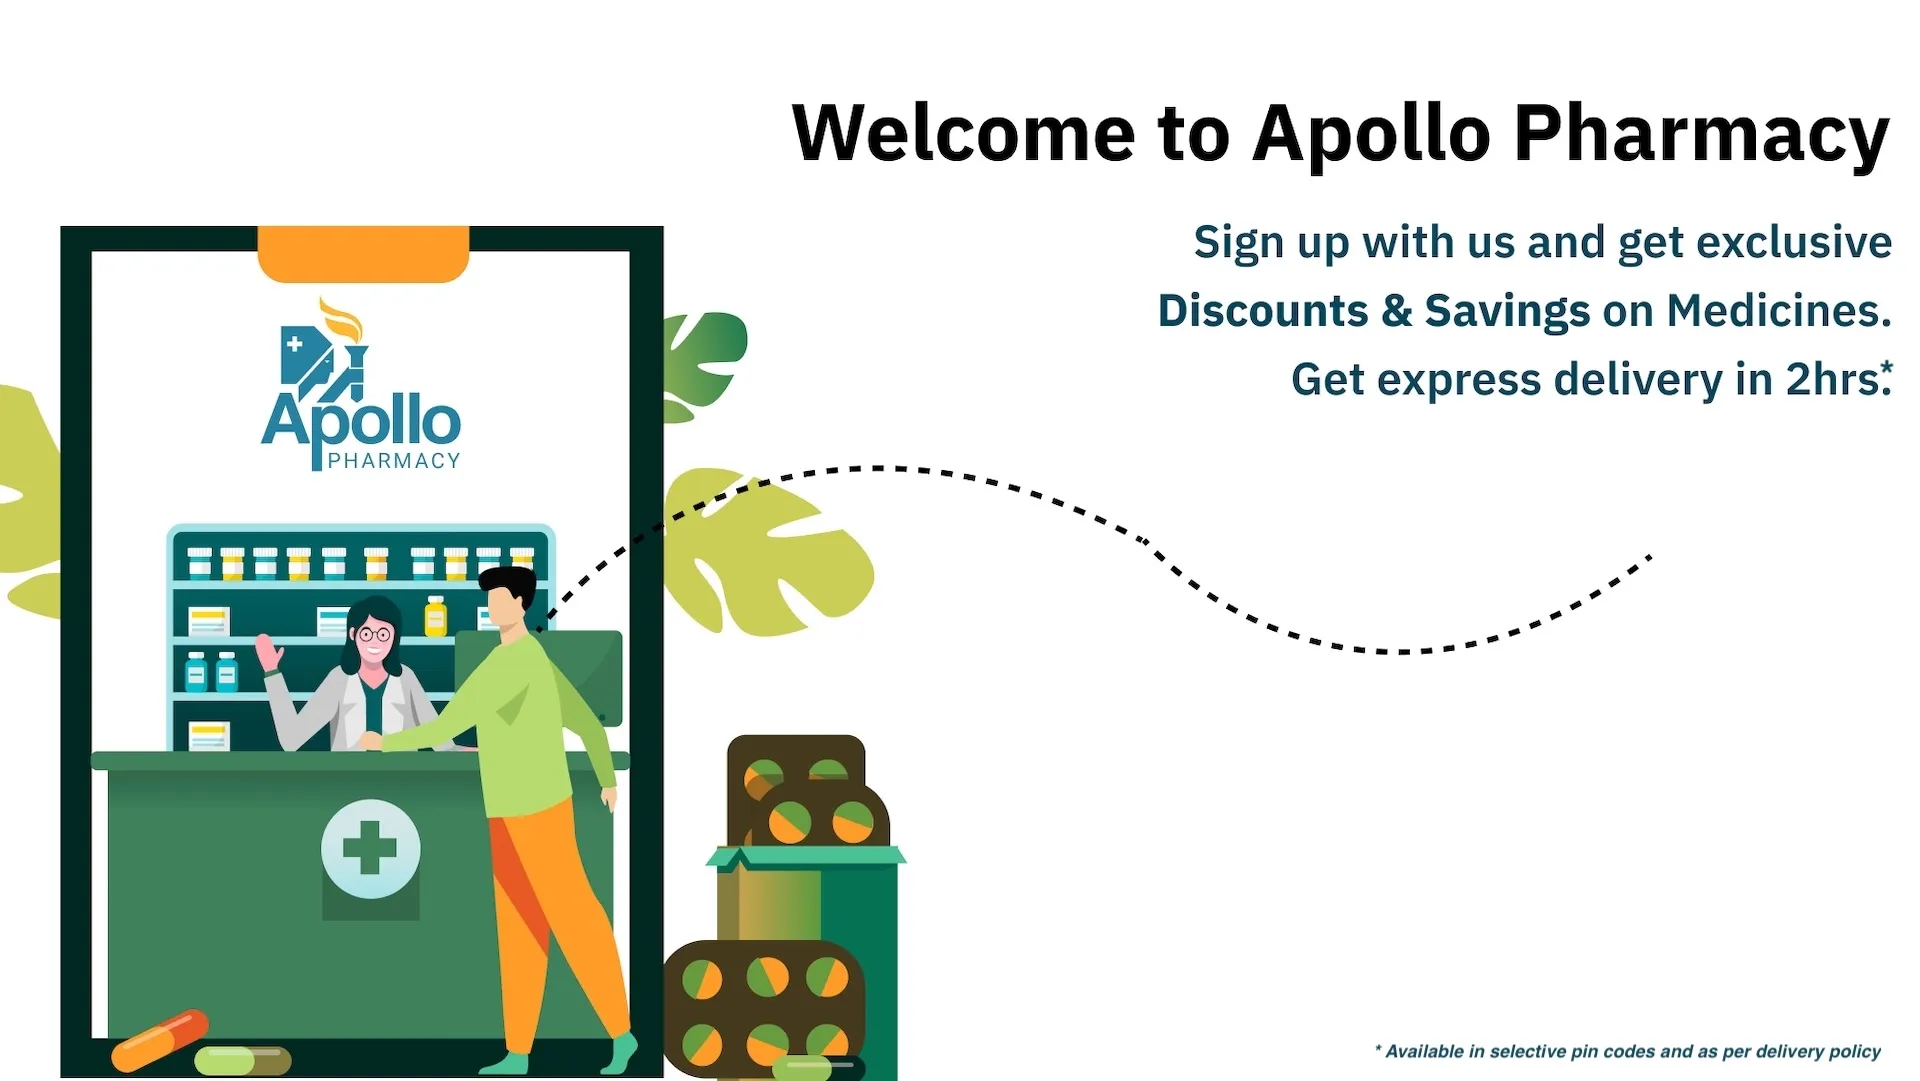 Welcome to Apollo Pharmacy
Sign up with us and get exclusive
Discounts & Savings on Medicines.
Get express delivery in 2hrs.*
Apollo
PHARMACY
* Available in selective pin codes and as per delivery policy